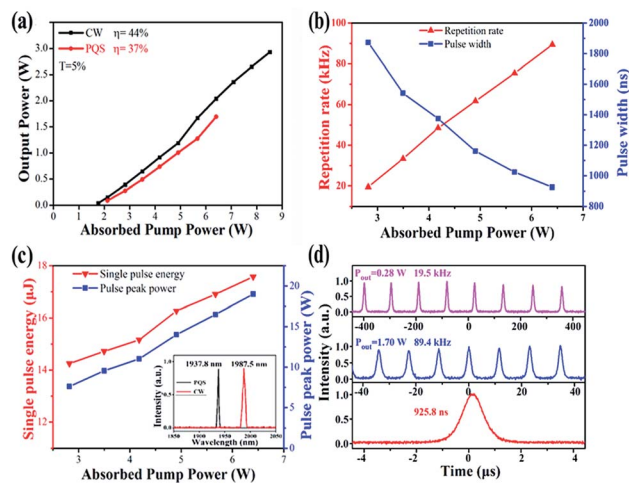 (a)
CW η= 44%
PQS η= 37%
T=5%
Output Power (W)
3.0
2.5
2.0
1.5
1.0
0.5
0.0
0 1 2 3 4 5 6 7 8 9
Absorbed Pump Power (W)
(b)
Repetition rate
Pulse width
Repetition rate (kHz)
100
80
60
40
20
Pulse width (ns)
2000
1800
1600
1400
1200
1000
800
3 4 5 6 7
Absorbed Pump Power (W)
(c)
Single pulse energy
Pulse peak power
Single pulse energy (μJ)
18
16
14
12
Pulse peak power (W)
25
20
15
10
5
0
3 4 5 6 7
Absorbed Pump Power (W)
1937.8 nm 1987.5 nm
PQS
CW
Intensity (a.u.)
1.0
0.5
0.0
1850 1900 1950 2000 2050
Wavelength (nm)
(d)
Pout=0.28 W 19.5 kHz
1.0
0.5
0.0
-400 -200 0 200 400
Pout=1.70 W 89.4 kHz
1.0
0.5
0.0
-40 -20 0 20 40
925.8 ns
1.0
0.5
0.0
-4 -2 0 2 4
Intensity (a.u.)
Time (μs)